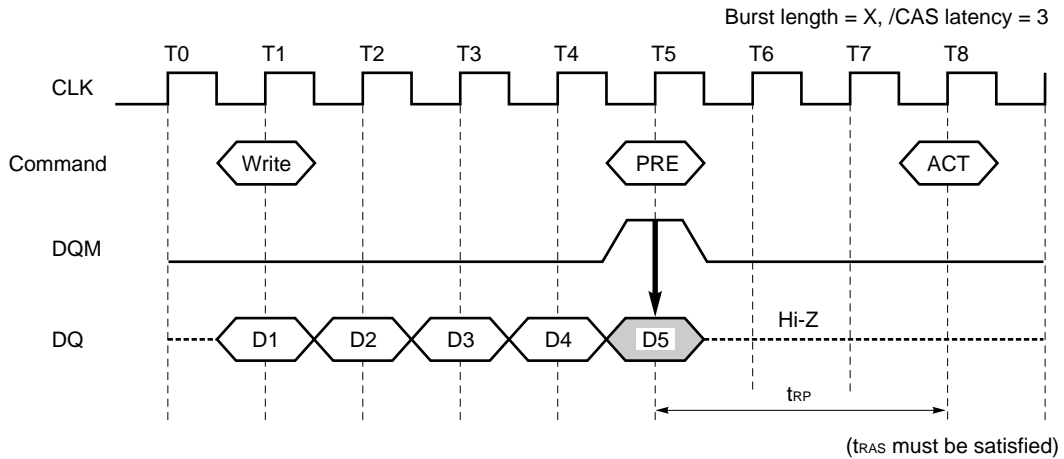 Burst length = X, /CAS latency = 3
T0 T1 T2 T3 T4 T5 T6 T7 T8
CLK
Command Write PRE ACT
DQM
DQ D1 D2 D3 D4 D5 Hi-Z
tRP
(tRAS must be satisfied)